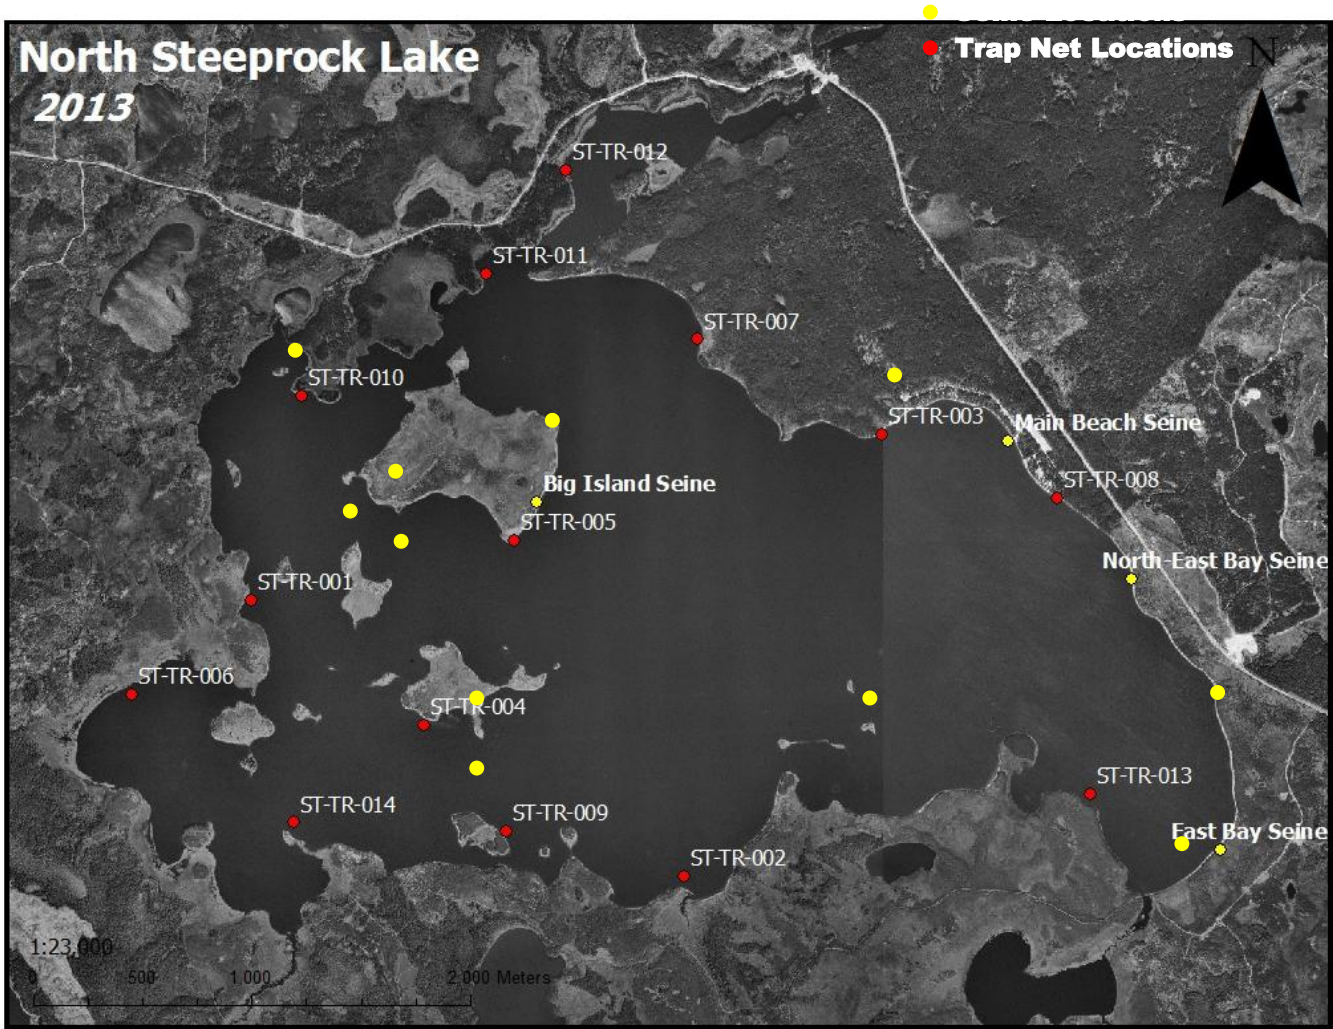 North Steeprock Lake
2013
Trap Net Locations
N
ST-TR-012
ST-TR-011
ST-TR-007
ST-TR-010
ST-TR-003
Main Beach Seine
ST-TR-008
Big Island Seine
ST-TR-005
North-East Bay Seine
ST-TR-001
ST-TR-006
ST-TR-004
ST-TR-013
ST-TR-014
ST-TR-009
East Bay Seine
ST-TR-002
1:23,000
0 500 1,000 2,000 Meters